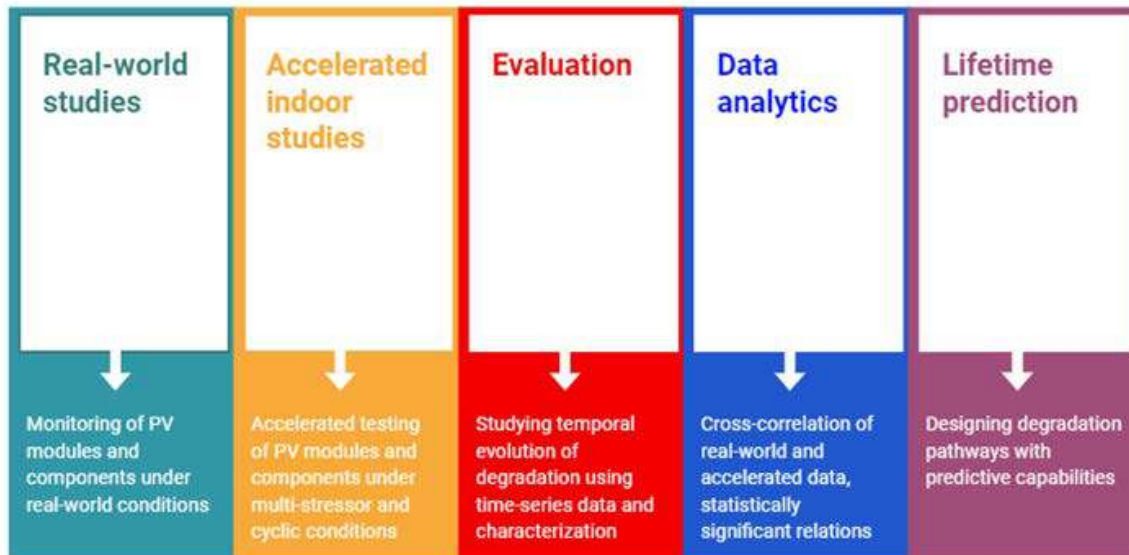 Real-world
studies
Accelerated
indoor
studies
Evaluation
Data
analytics
Lifetime
prediction
Monitoring of PV
modules and
components under
real-world conditions
Accelerated testing
of PV modules and
components under
multi-stressor and
cyclic conditions
Studying temporal
evolution of
degradation using
time-series data and
characterization
Cross-correlation of
real-world and
accelerated data,
statistically
significant relations
Designing degradation
pathways with
predictive capabilities